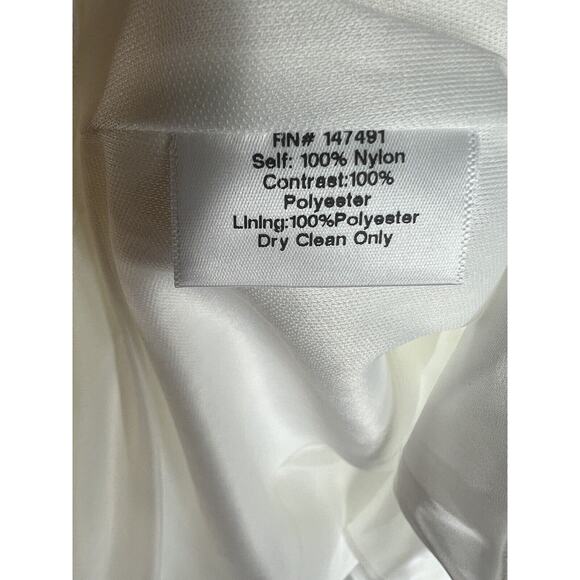 RN# 147491
Self: 100% Nylon
Contrast:100%
Polyester
Lining:100%Polyester
Dry Clean Only